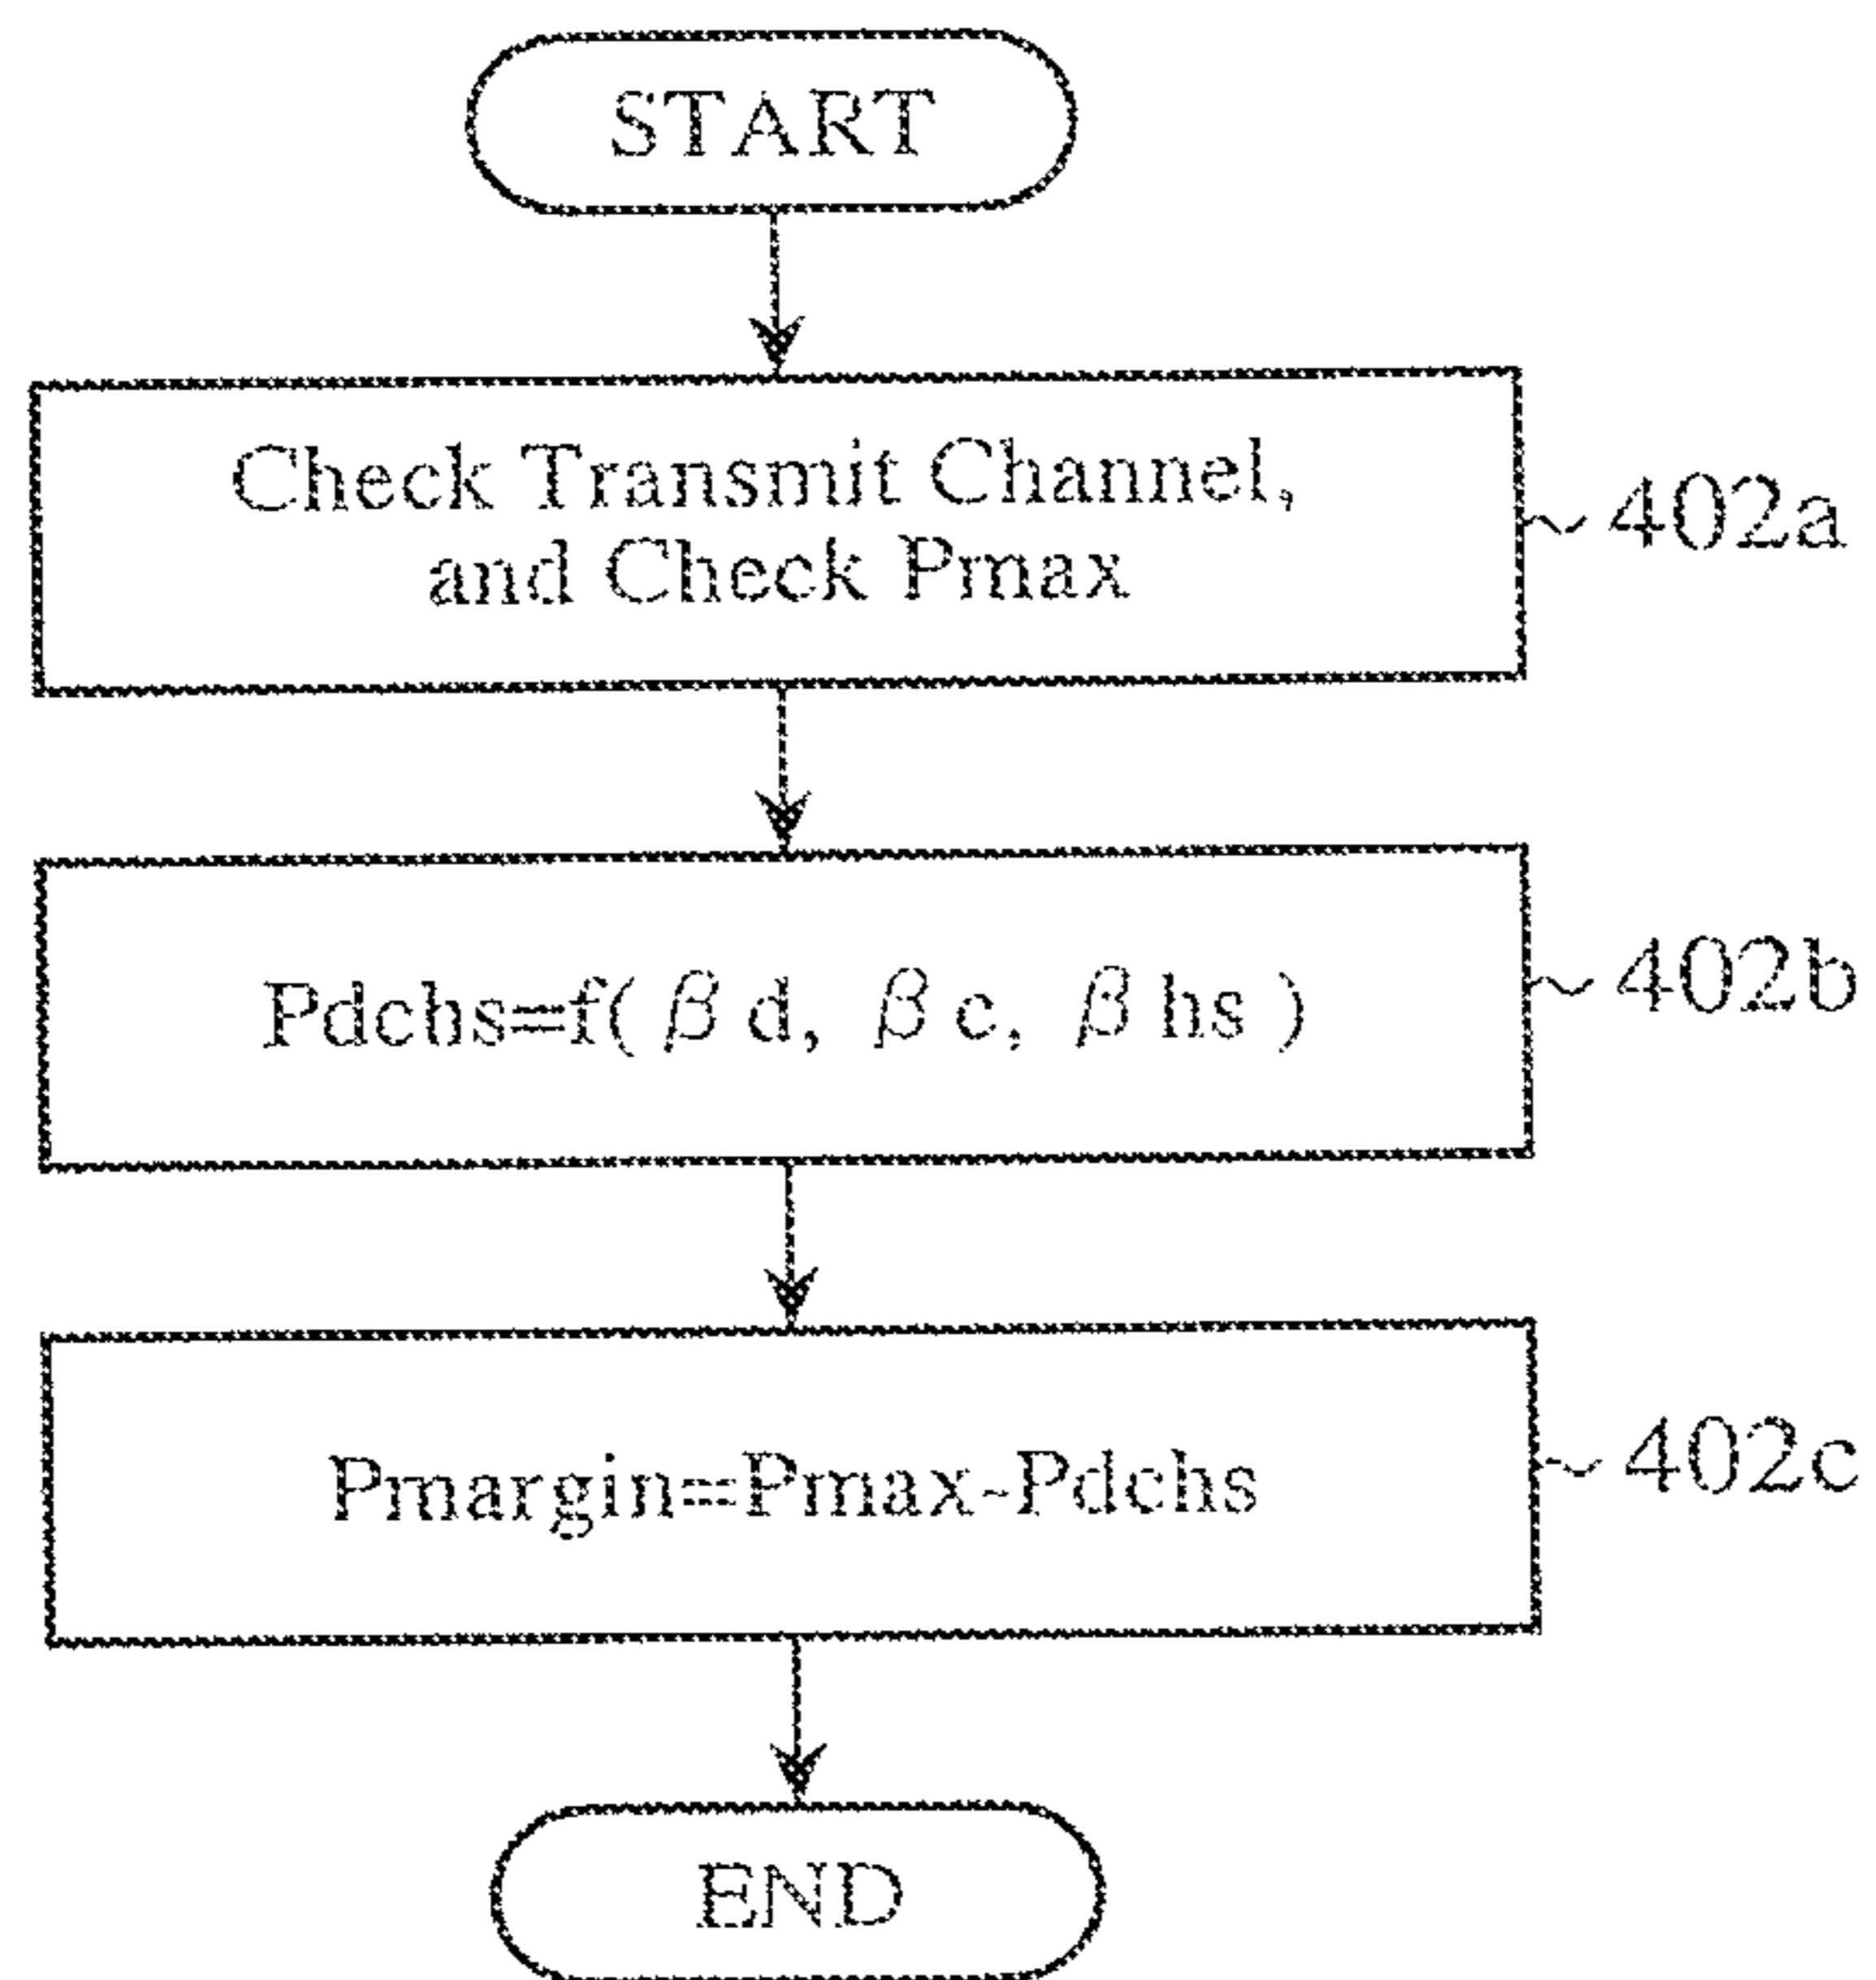 START
Check Transmit Channel,
and Check Pmax
402a
Pdchs=f( β d, β c, β hs )
402b
Pmargin=Pmax-Pdchs
402c
END